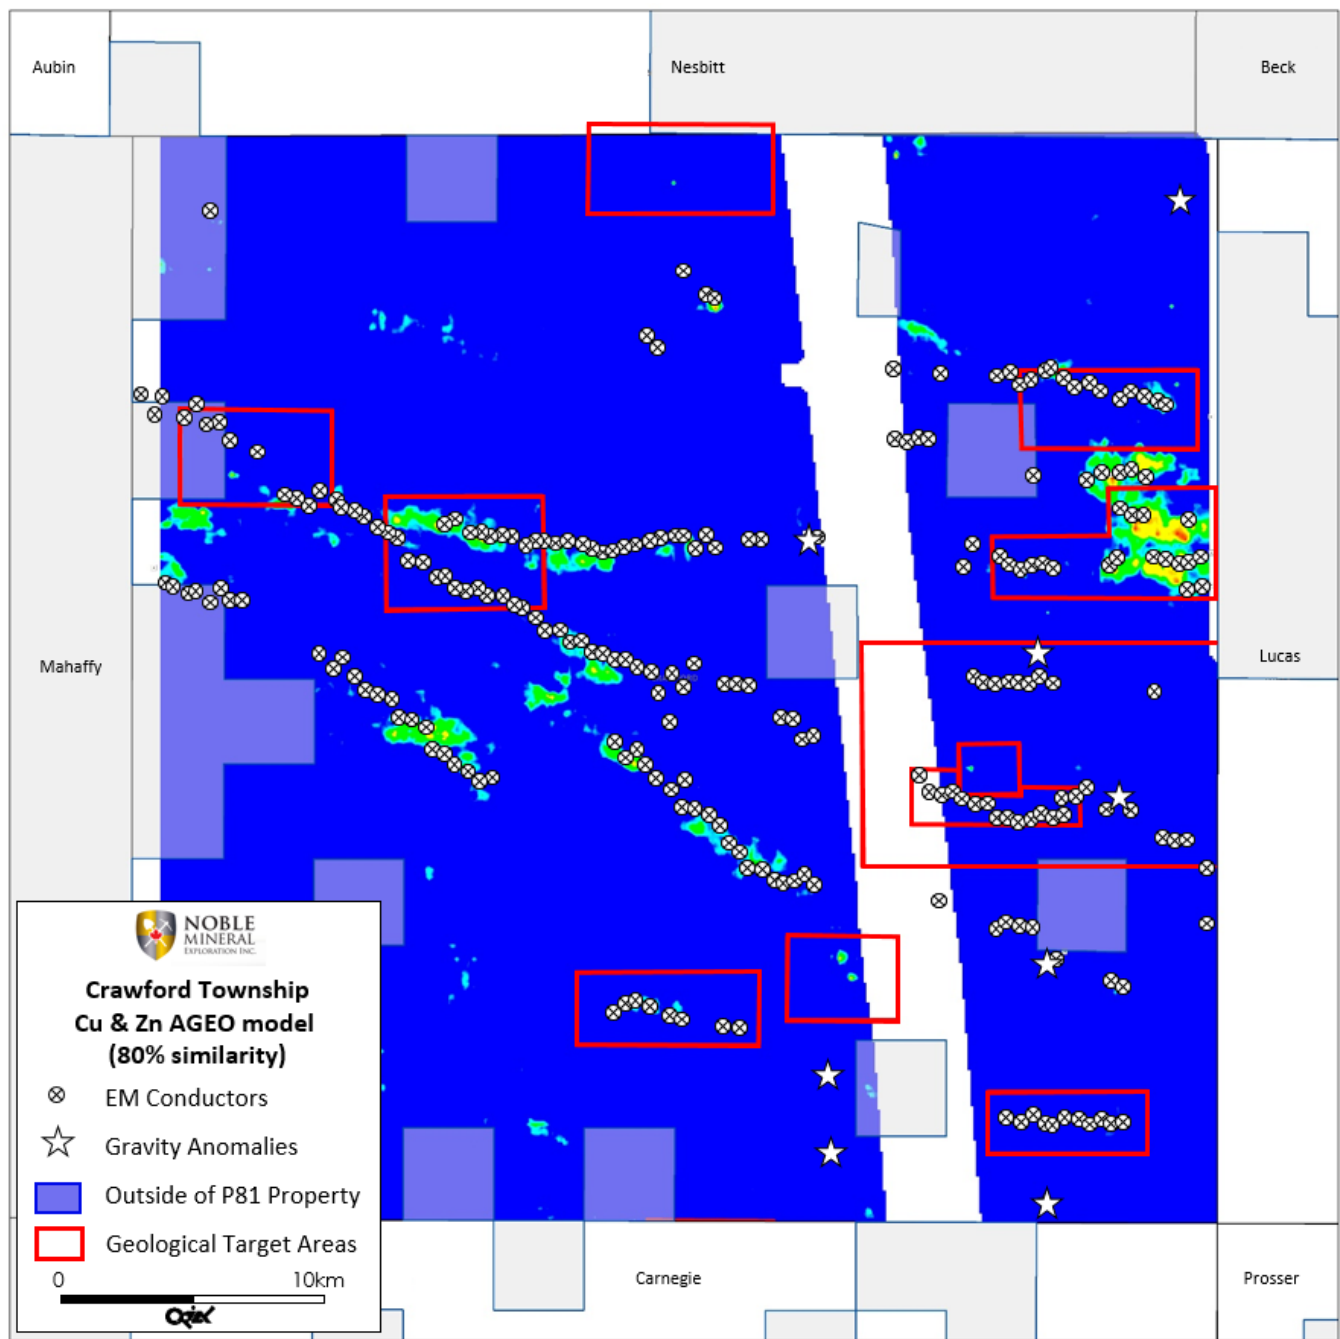 Aubin
Nesbitt
Beck
Mahaffy
Lucas
NOBLE
MINERAL
EXPLORATION INC.
Crawford Township
Cu & Zn AGEO model
(80% similarity)
EM Conductors
Gravity Anomalies
Outside of P81 Property
Geological Target Areas
0 10km
Carnegie
Prosser